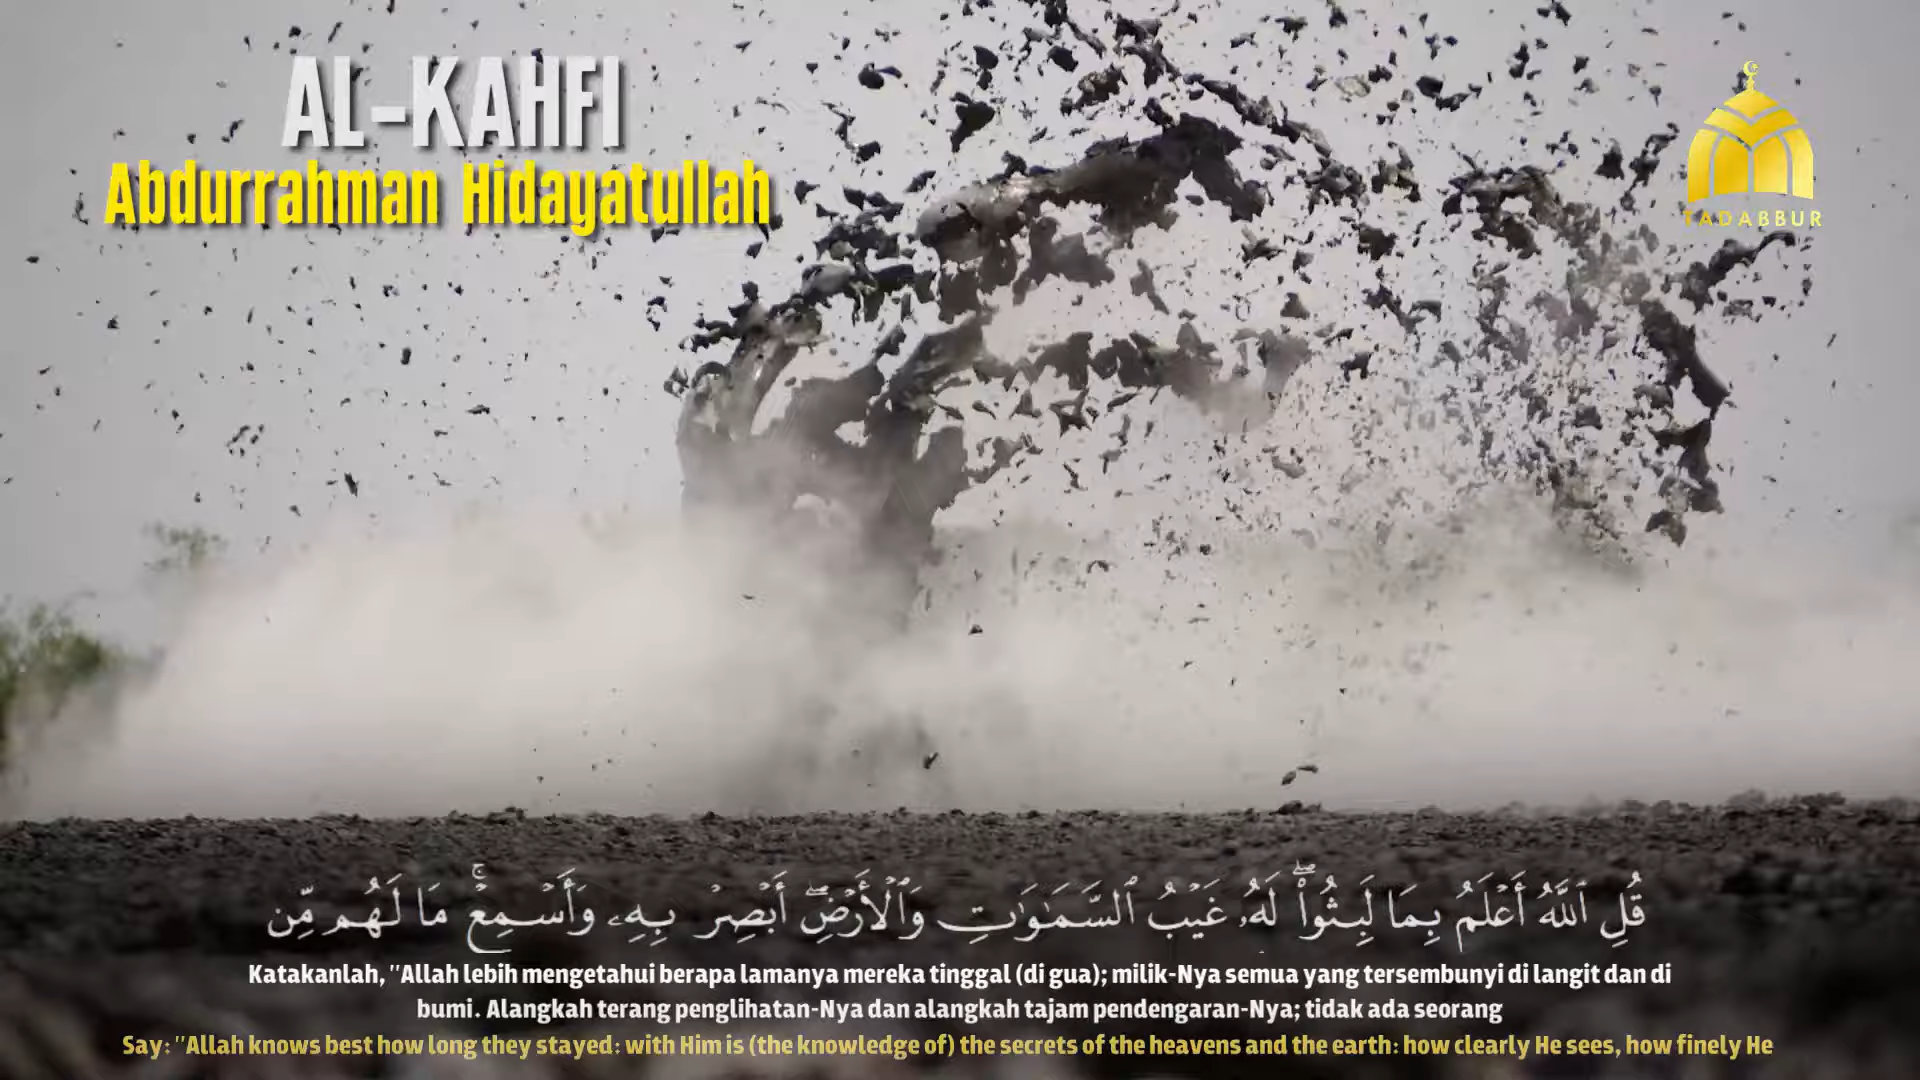 AL-KAHFI
Abdurrahman Hidayatullah
TADABBUR
قُلِ ٱللَّهُ أَعْلَمُ بِمَا لَبِثُوا۟ ۖ لَهُۥ غَيْبُ ٱلسَّمَٰوَٰتِ وَٱلْأَرْضِ ۖ أَبْصِرْ بِهِۦ وَأَسْمِعْ ۚ مَا لَهُم مِّن
Katakanlah, "Allah lebih mengetahui berapa lamanya mereka tinggal (di gua); milik-Nya semua yang tersembunyi di langit dan di
bumi. Alangkah terang penglihatan-Nya dan alangkah tajam pendengaran-Nya; tidak ada seorang
Say: "Allah knows best how long they stayed: with Him is (the knowledge of) the secrets of the heavens and the earth: how clearly He sees, how finely He